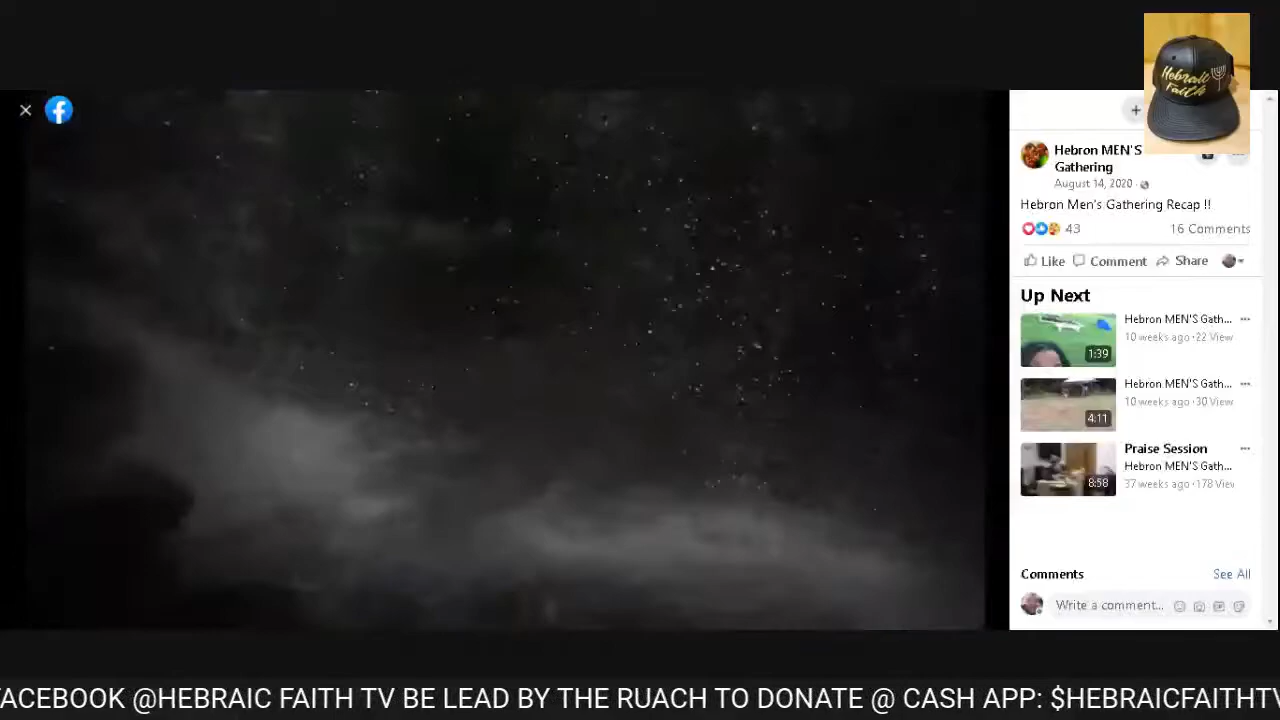 Hebraic
Faith
Hebron MEN'S
Gathering
August 14, 2020
Hebron Men's Gathering Recap !!
43
16 Comments
Like
Comment
Share
Up Next
Hebron MEN'S Gath...
10 weeks ago · 22 View
1:39
Hebron MEN'S Gath...
10 weeks ago · 30 View
4:11
Praise Session
Hebron MEN'S Gath...
37 weeks ago · 178 View
8:58
Comments
See All
Write a comment...
FACEBOOK @HEBRAIC FAITH TV BE LEAD BY THE RUACH TO DONATE @ CASH APP: $HEBRAICFAITHTV